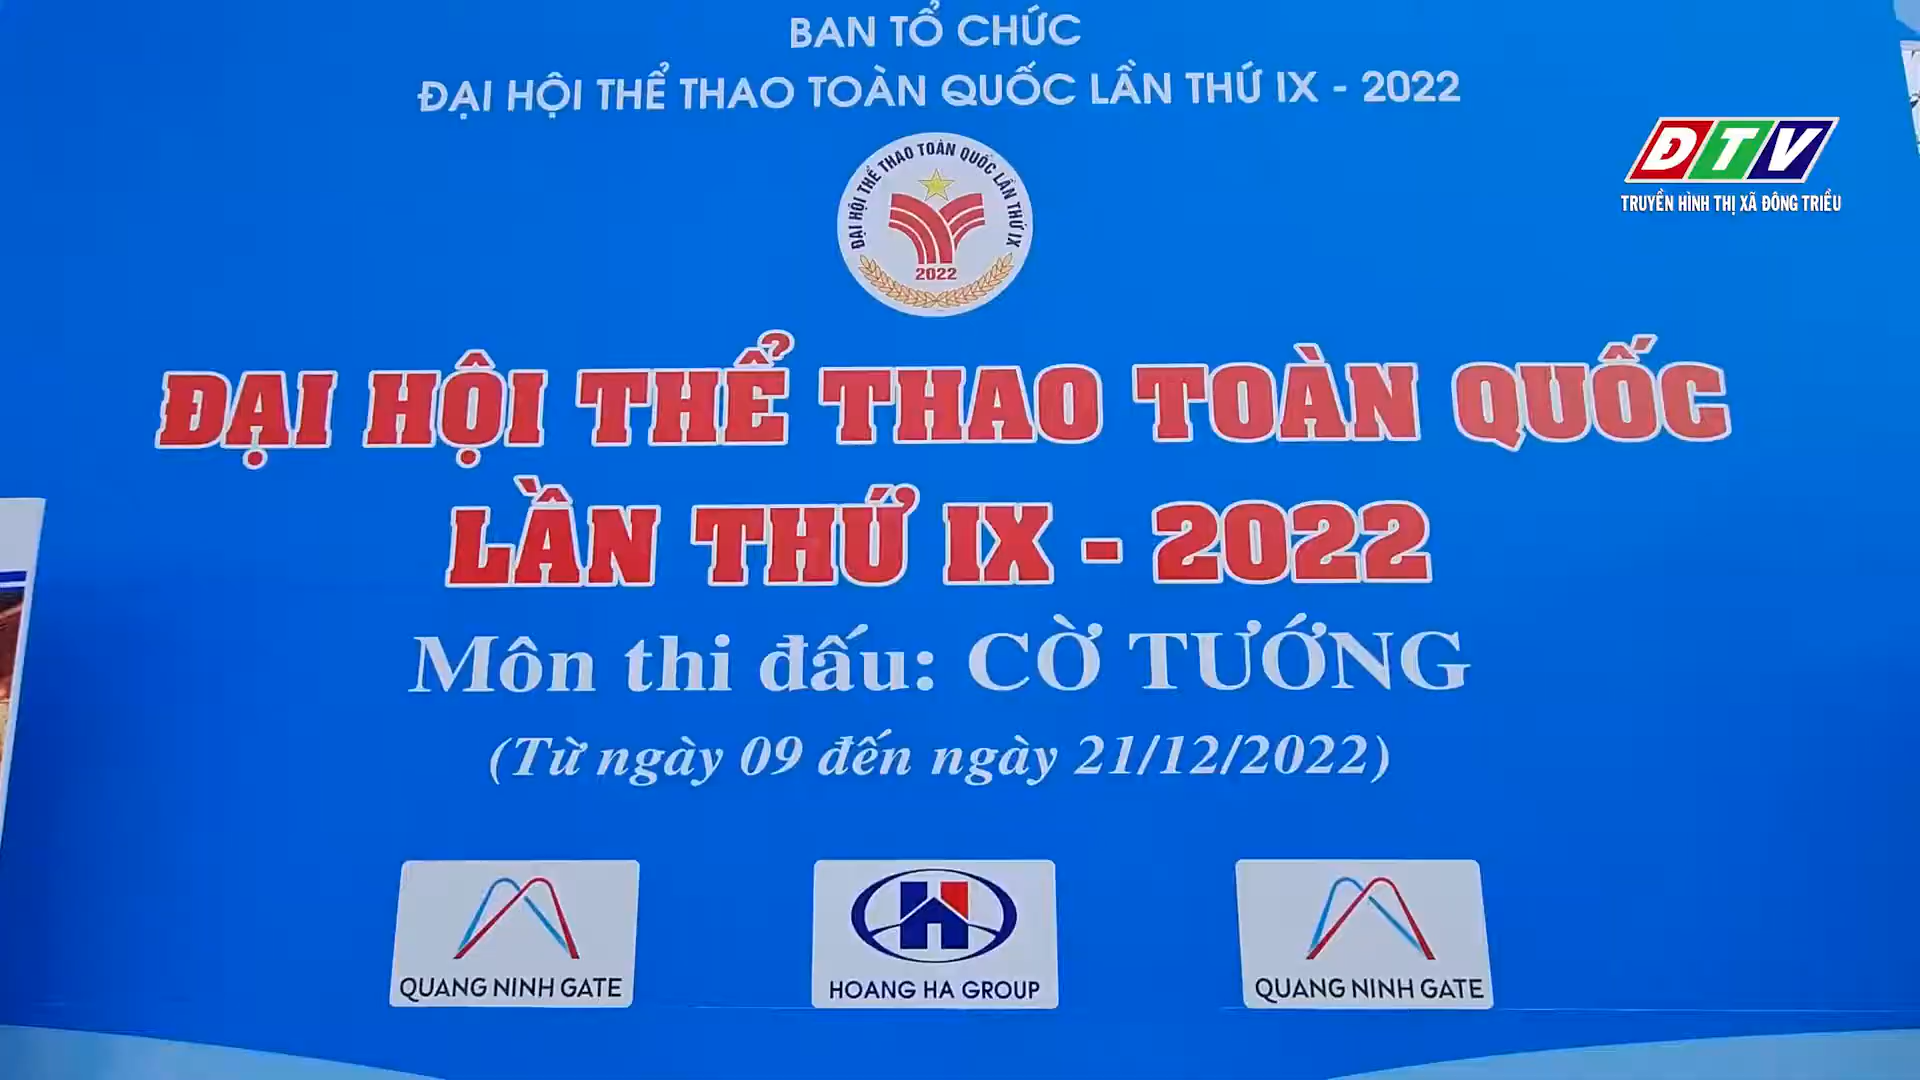 BAN TỔ CHỨC
ĐẠI HỘI THỂ THAO TOÀN QUỐC LẦN THỨ IX - 2022
ĐTV
TRUYỀN HÌNH THỊ XÃ ĐÔNG TRIỀU
ĐẠI HỘI THỂ THAO TOÀN QUỐC LẦN THỨ IX
2022
ĐẠI HỘI THỂ THAO TOÀN QUỐC
LẦN THỨ IX - 2022
Môn thi đấu: CỜ TƯỚNG
(Từ ngày 09 đến ngày 21/12/2022)
QUANG NINH GATE
HOANG HA GROUP
QUANG NINH GATE